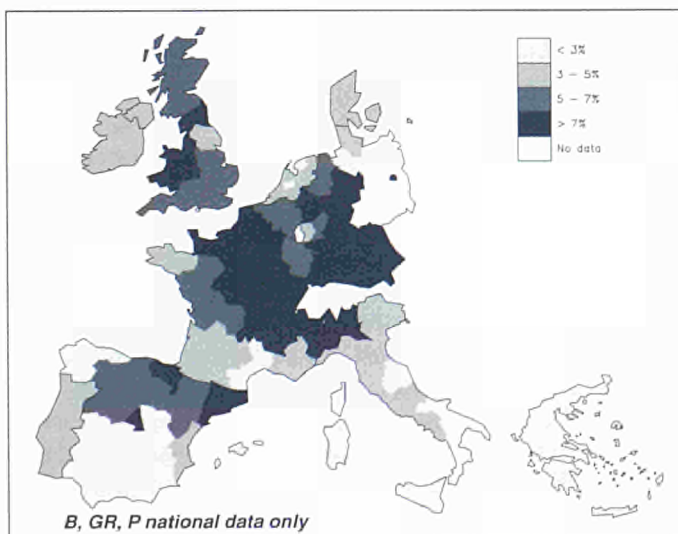 < 3%
3 – 5%
5 – 7%
> 7%
No data
B, GR, P national data only